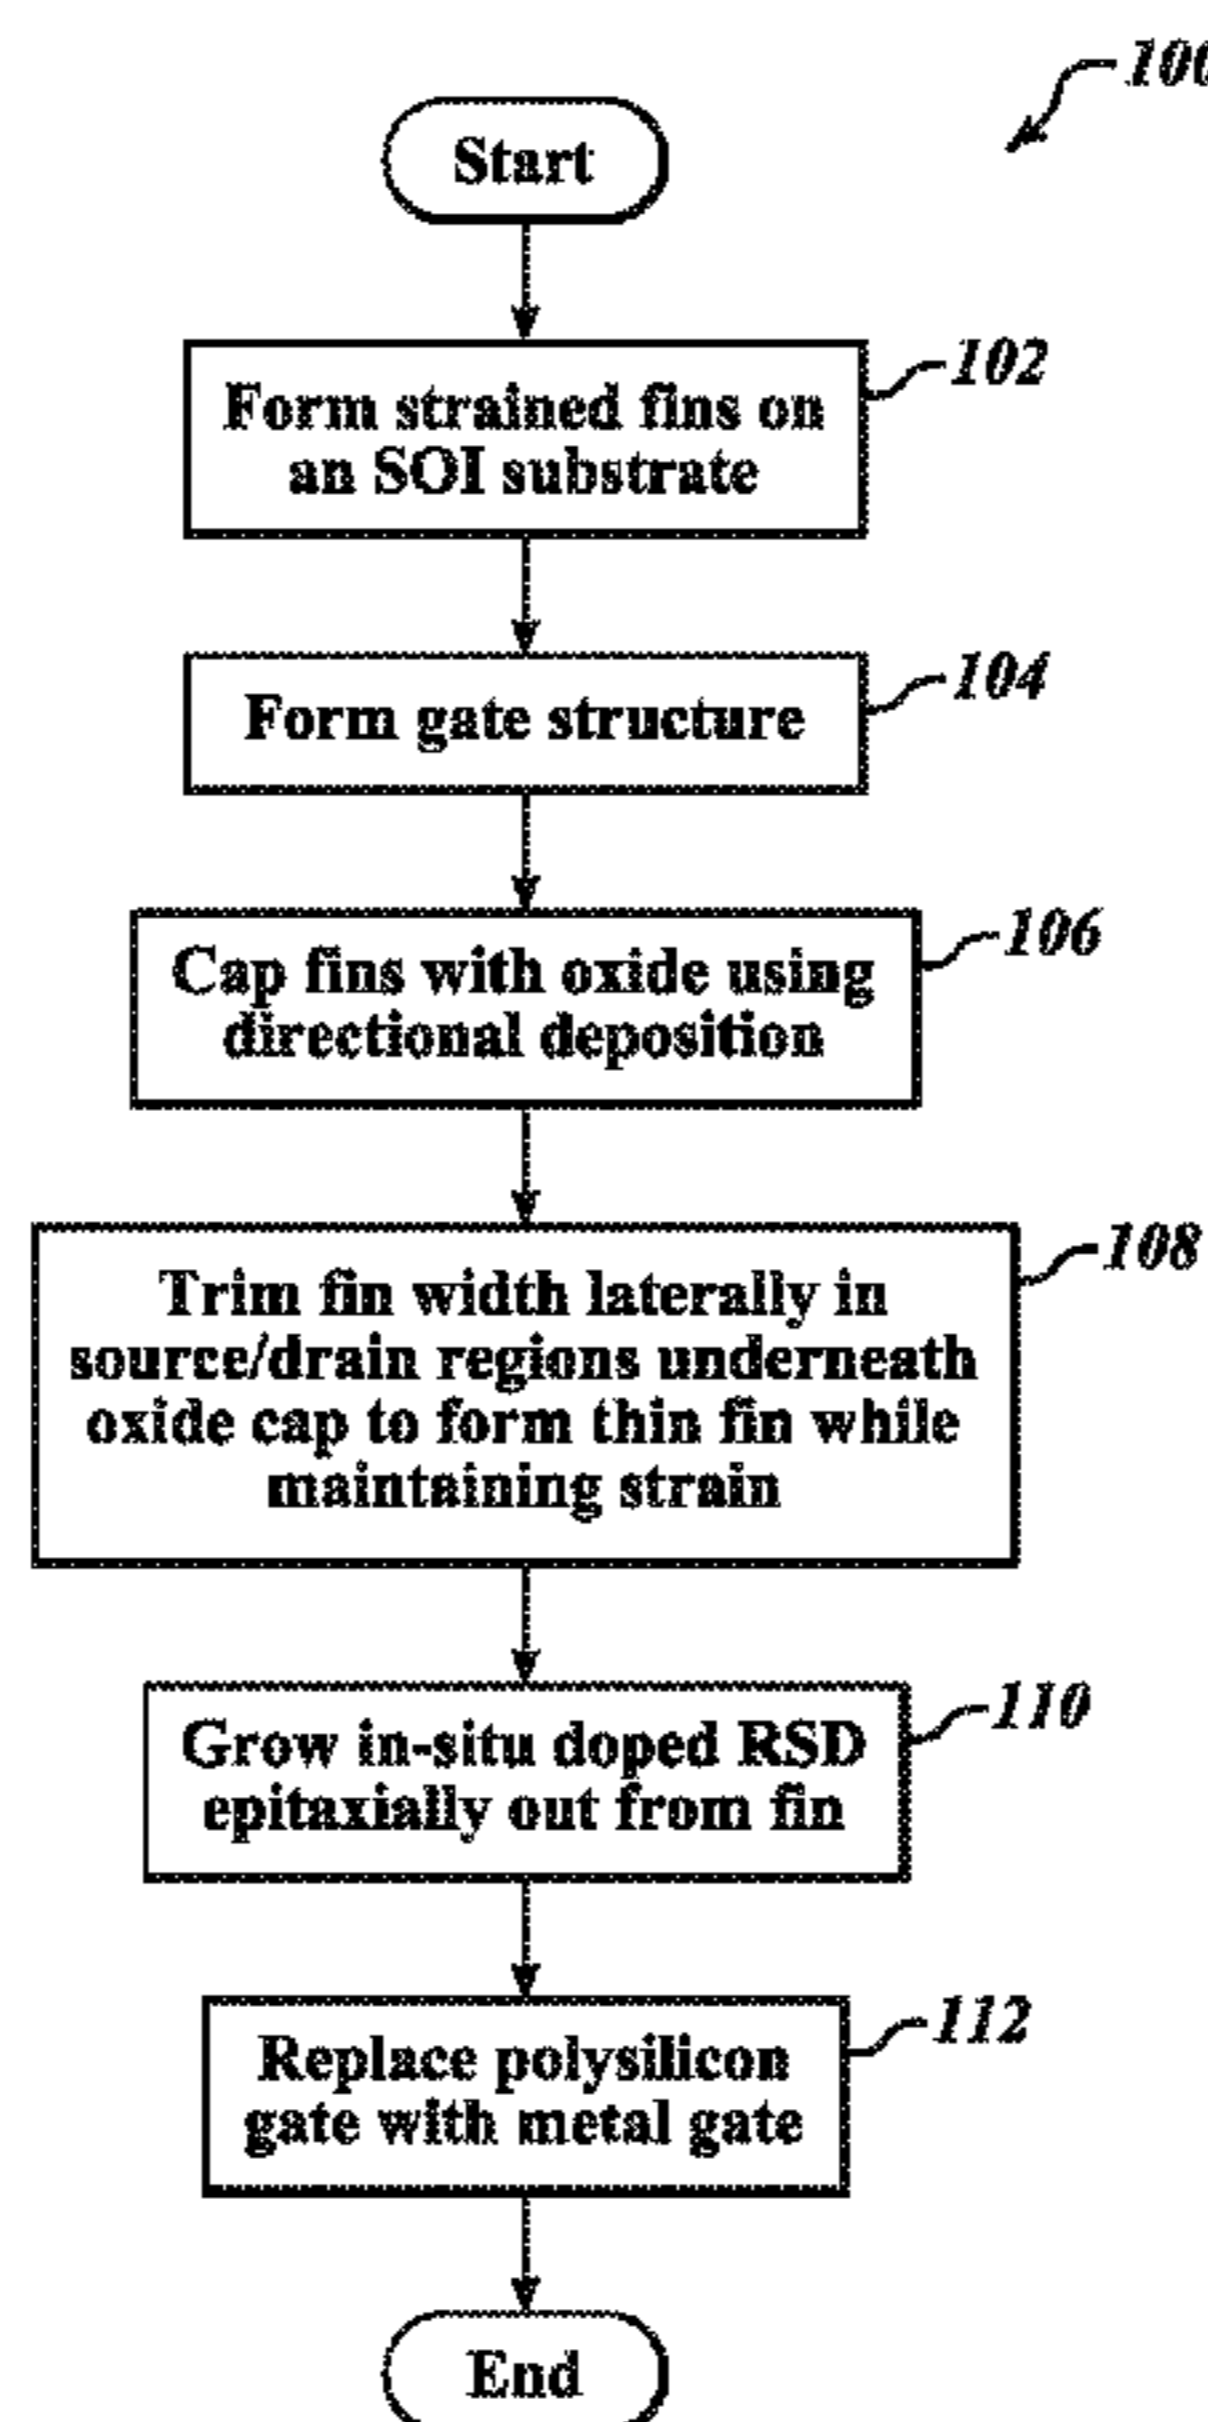 100
Start
102
Form strained fins on
an SOI substrate
104
Form gate structure
106
Cap fins with oxide using
directional deposition
108
Trim fin width laterally in
source/drain regions underneath
oxide cap to form thin fin while
maintaining strain
110
Grow in-situ doped RSD
epitaxially out from fin
112
Replace polysilicon
gate with metal gate
End